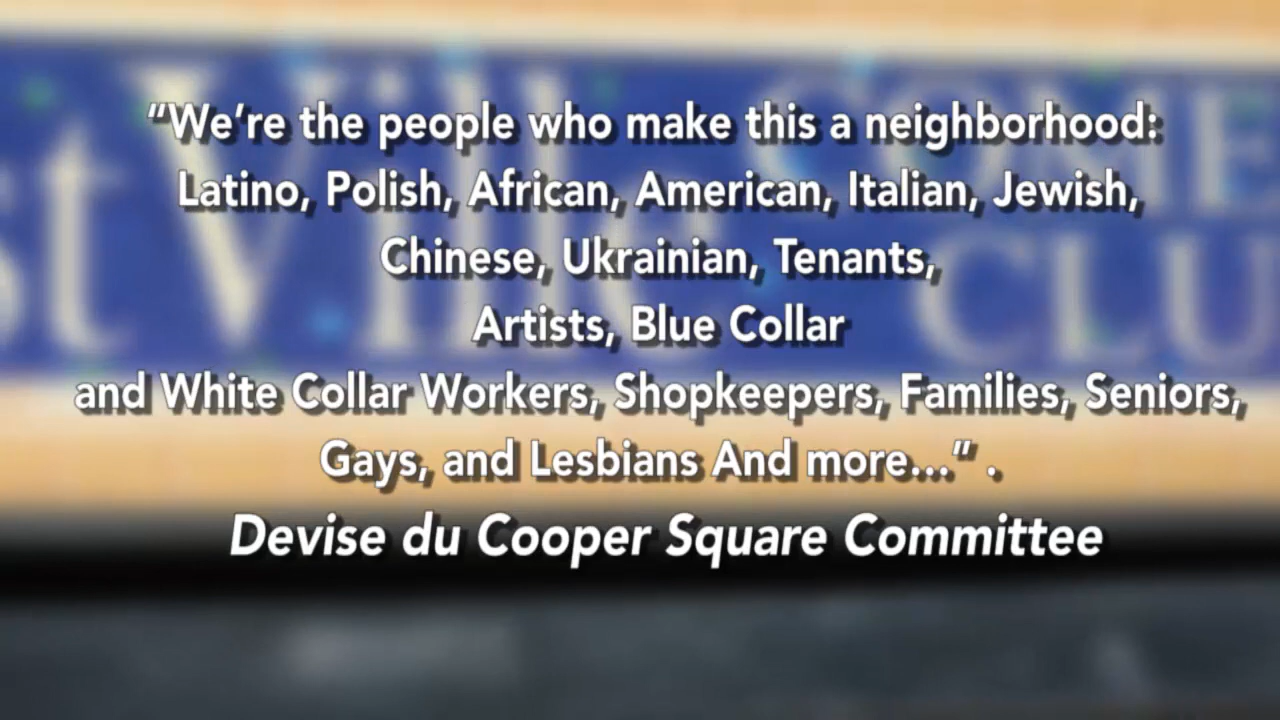 “We’re the people who make this a neighborhood:
Latino, Polish, African, American, Italian, Jewish,
Chinese, Ukrainian, Tenants,
Artists, Blue Collar
and White Collar Workers, Shopkeepers, Families, Seniors,
Gays, and Lesbians And more...” .
Devise du Cooper Square Committee